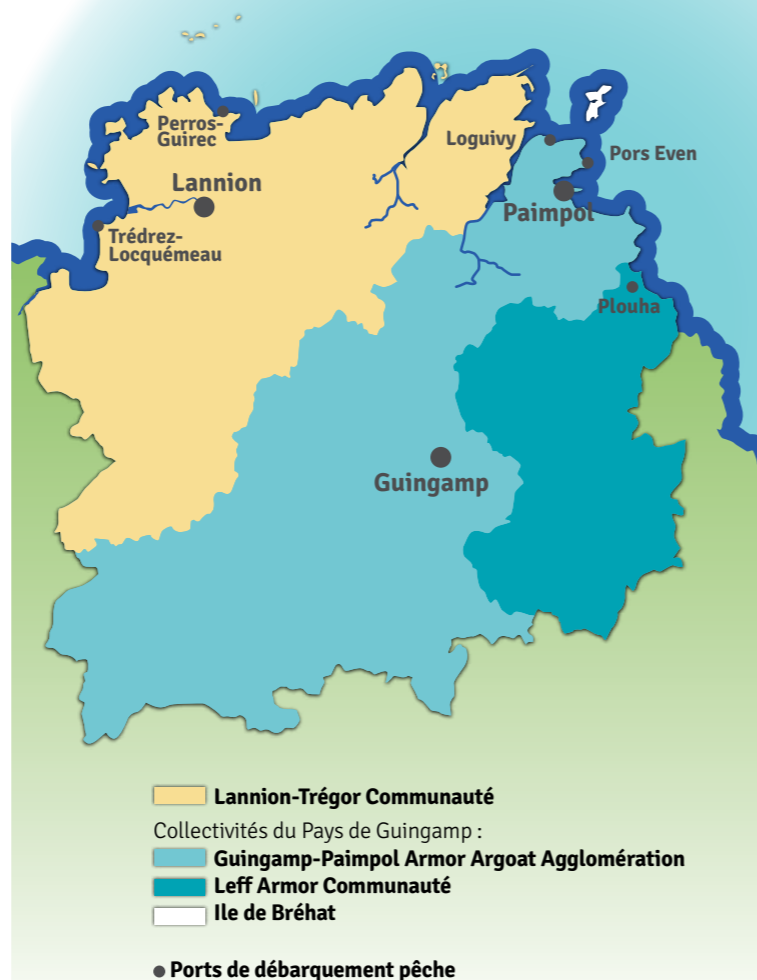 Perros-
Guirec
Loguivy
Pors Even
Lannion
Paimpol
Trédrez-
Locquémeau
Plouha
Guingamp
Lannion-Trégor Communauté
Collectivités du Pays de Guingamp :
Guingamp-Paimpol Armor Argoat Agglomération
Leff Armor Communauté
Ile de Bréhat
Ports de débarquement pêche